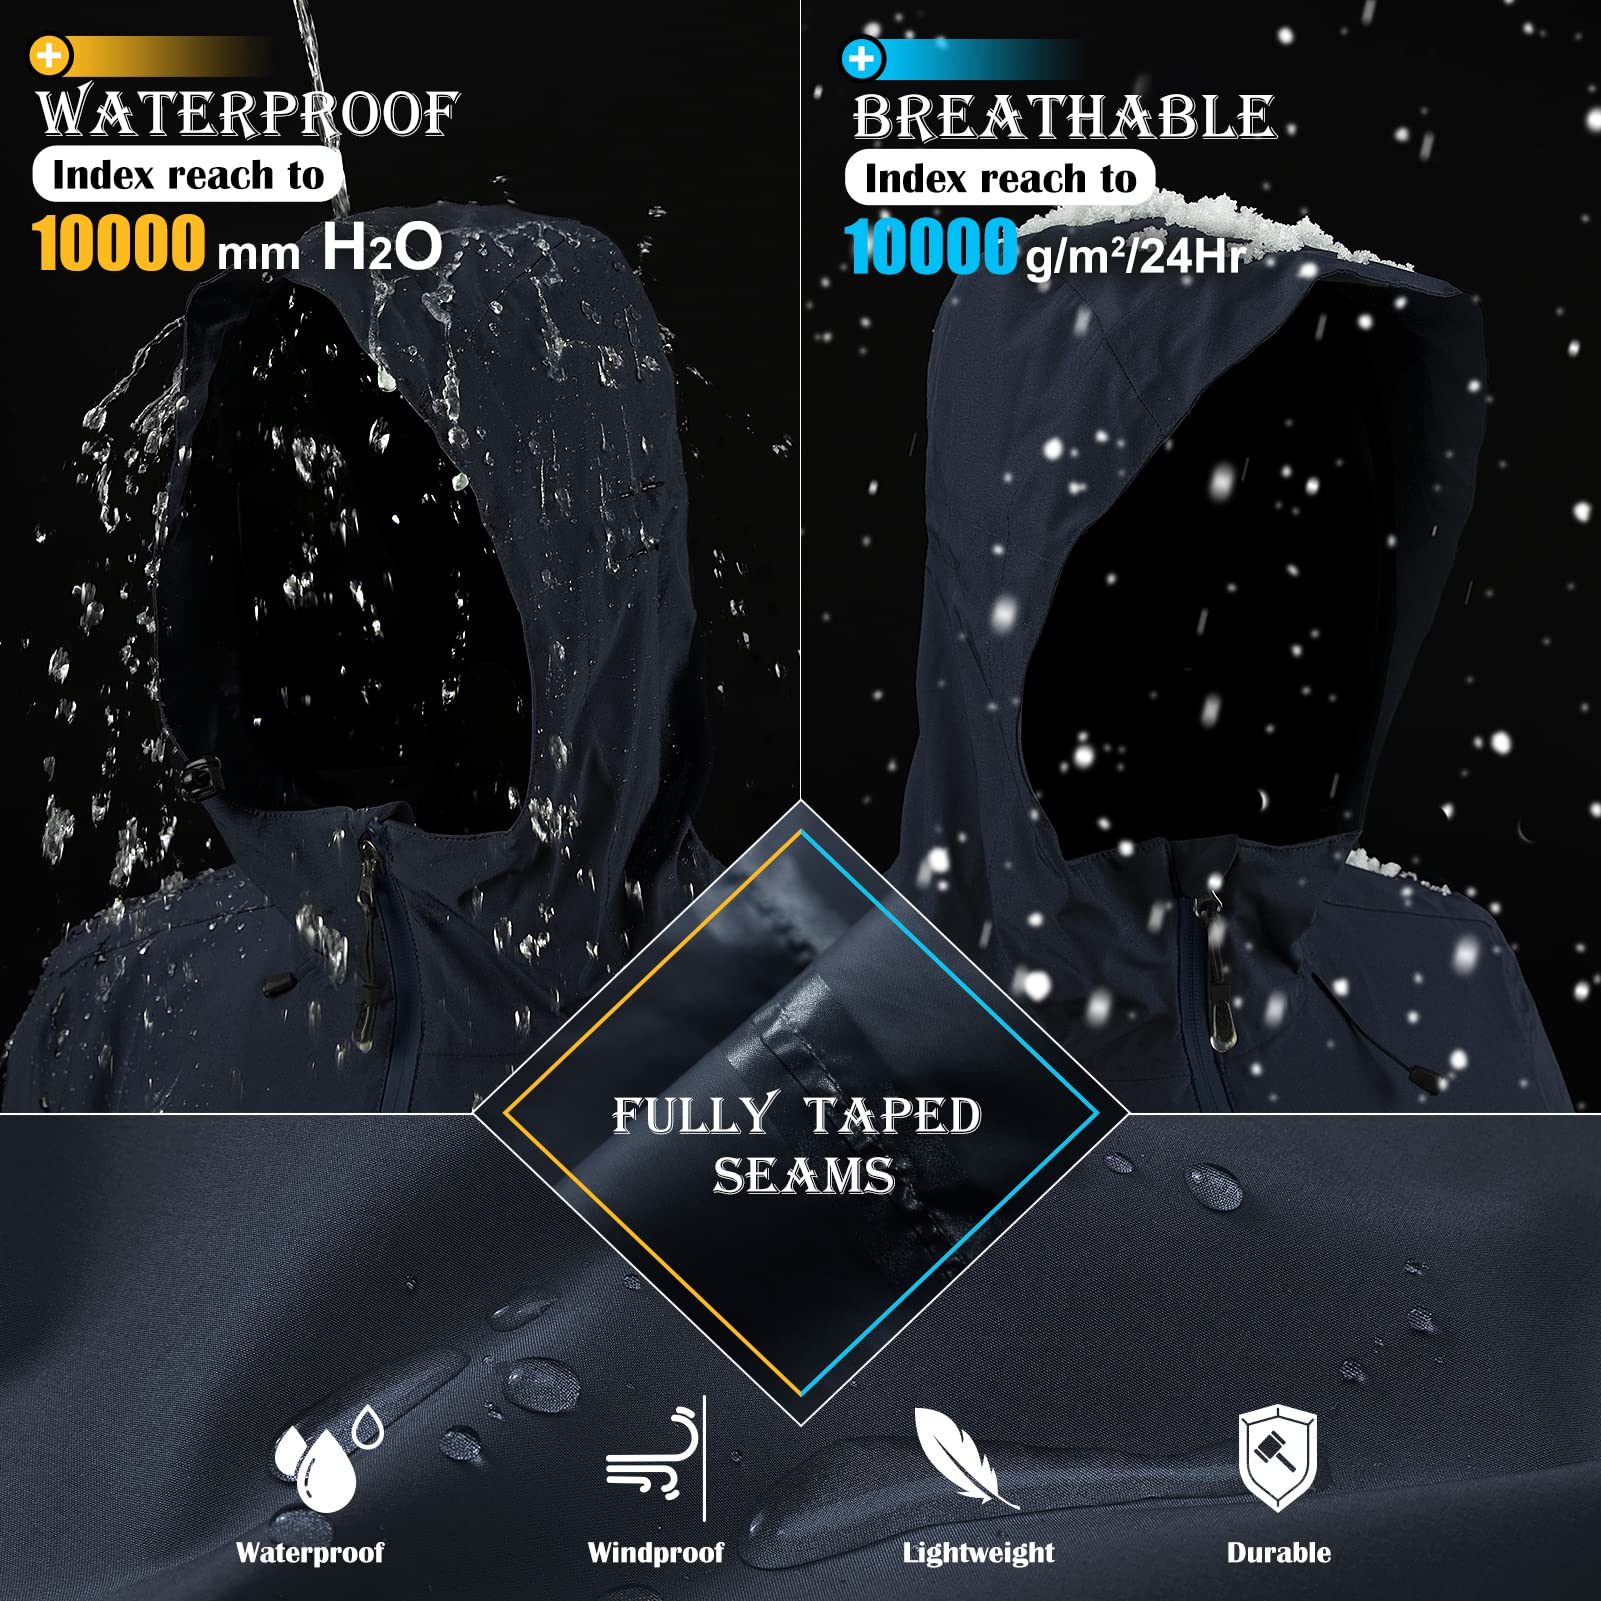 WATERPROOF
Index reach to
10000 mm H2O
BREATHABLE
Index reach to
10000 g/m²/24Hr
FULLY TAPED
SEAMS
Waterproof
Windproof
Lightweight
Durable